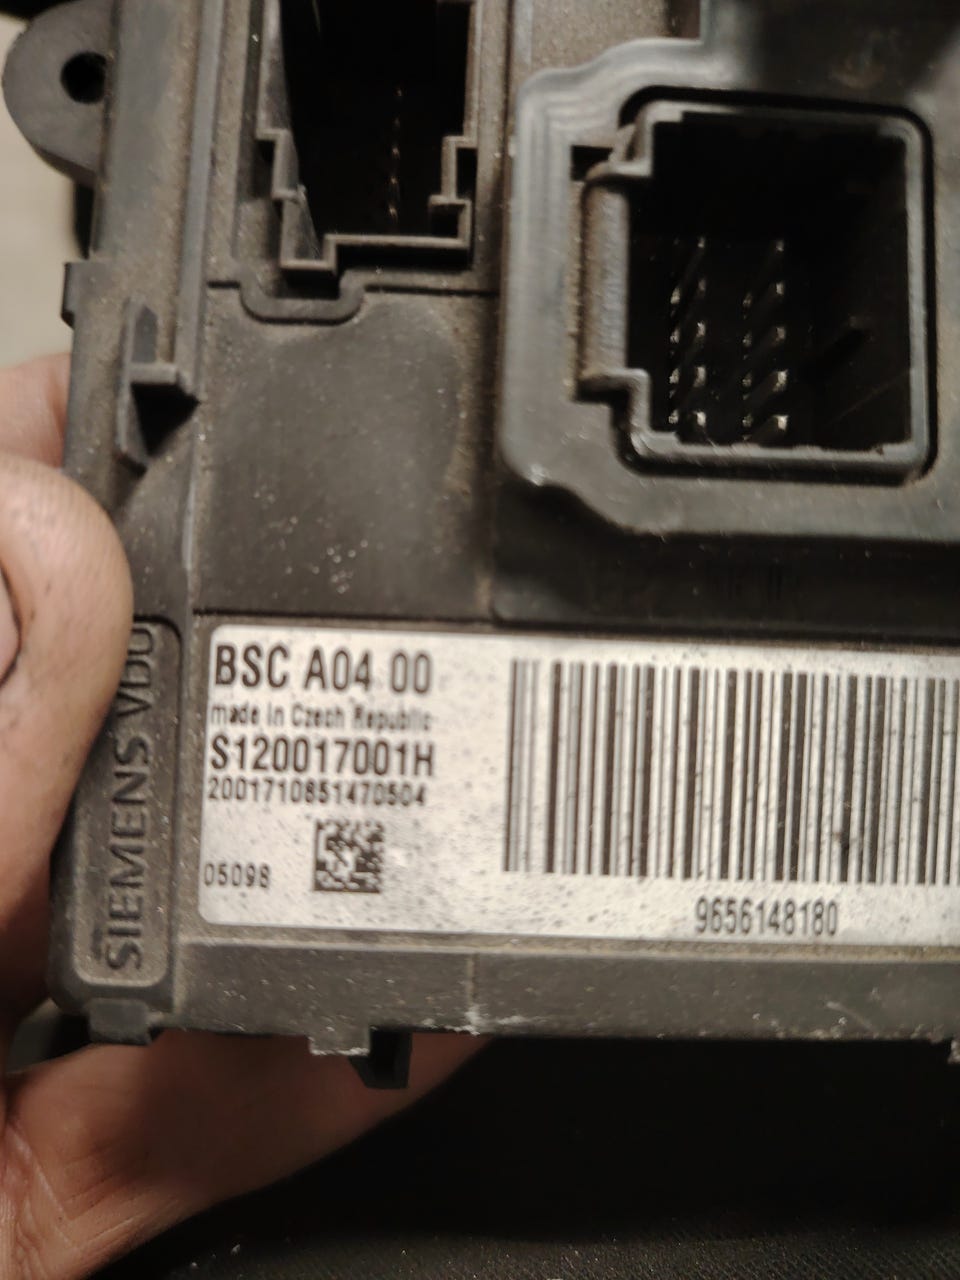 BSC A04 00
made in Czech Republic
S120017001H
2001710851470504
05098
9656148180
SIEMENS VDO